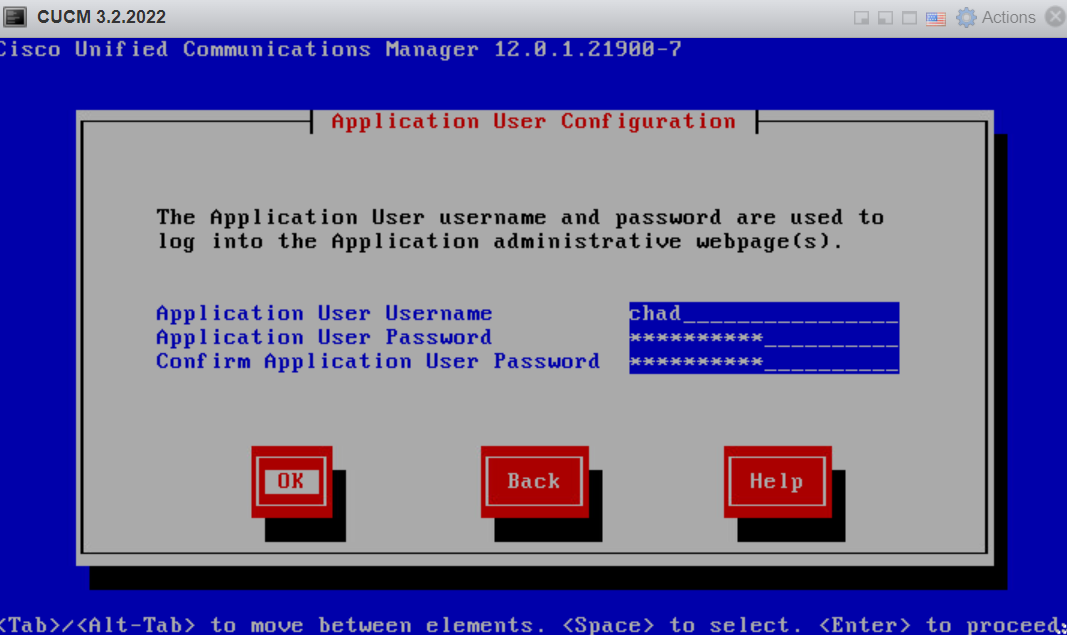 CUCM 3.2.2022
Actions
Cisco Unified Communications Manager 12.0.1.21900-7
Application User Configuration
The Application User username and password are used to
log into the Application administrative webpage(s).
Application User Username chad_________________
Application User Password **********__________
Confirm Application User Password **********__________
OK Back Help
<Tab>/<Alt-Tab> to move between elements. <Space> to select. <Enter> to proceed.